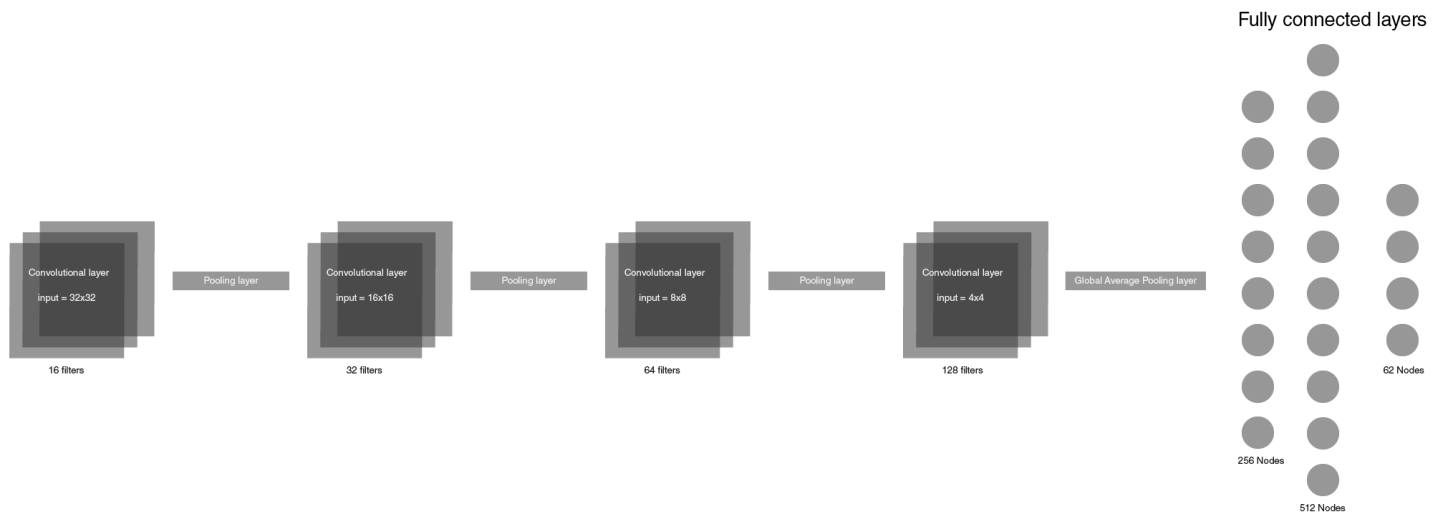 Fully connected layers
Convolutional layer
input = 32x32
16 filters
Pooling layer
Convolutional layer
input = 16x16
32 filters
Pooling layer
Convolutional layer
input = 8x8
64 filters
Pooling layer
Convolutional layer
input = 4x4
128 filters
Global Average Pooling layer
256 Nodes
512 Nodes
62 Nodes